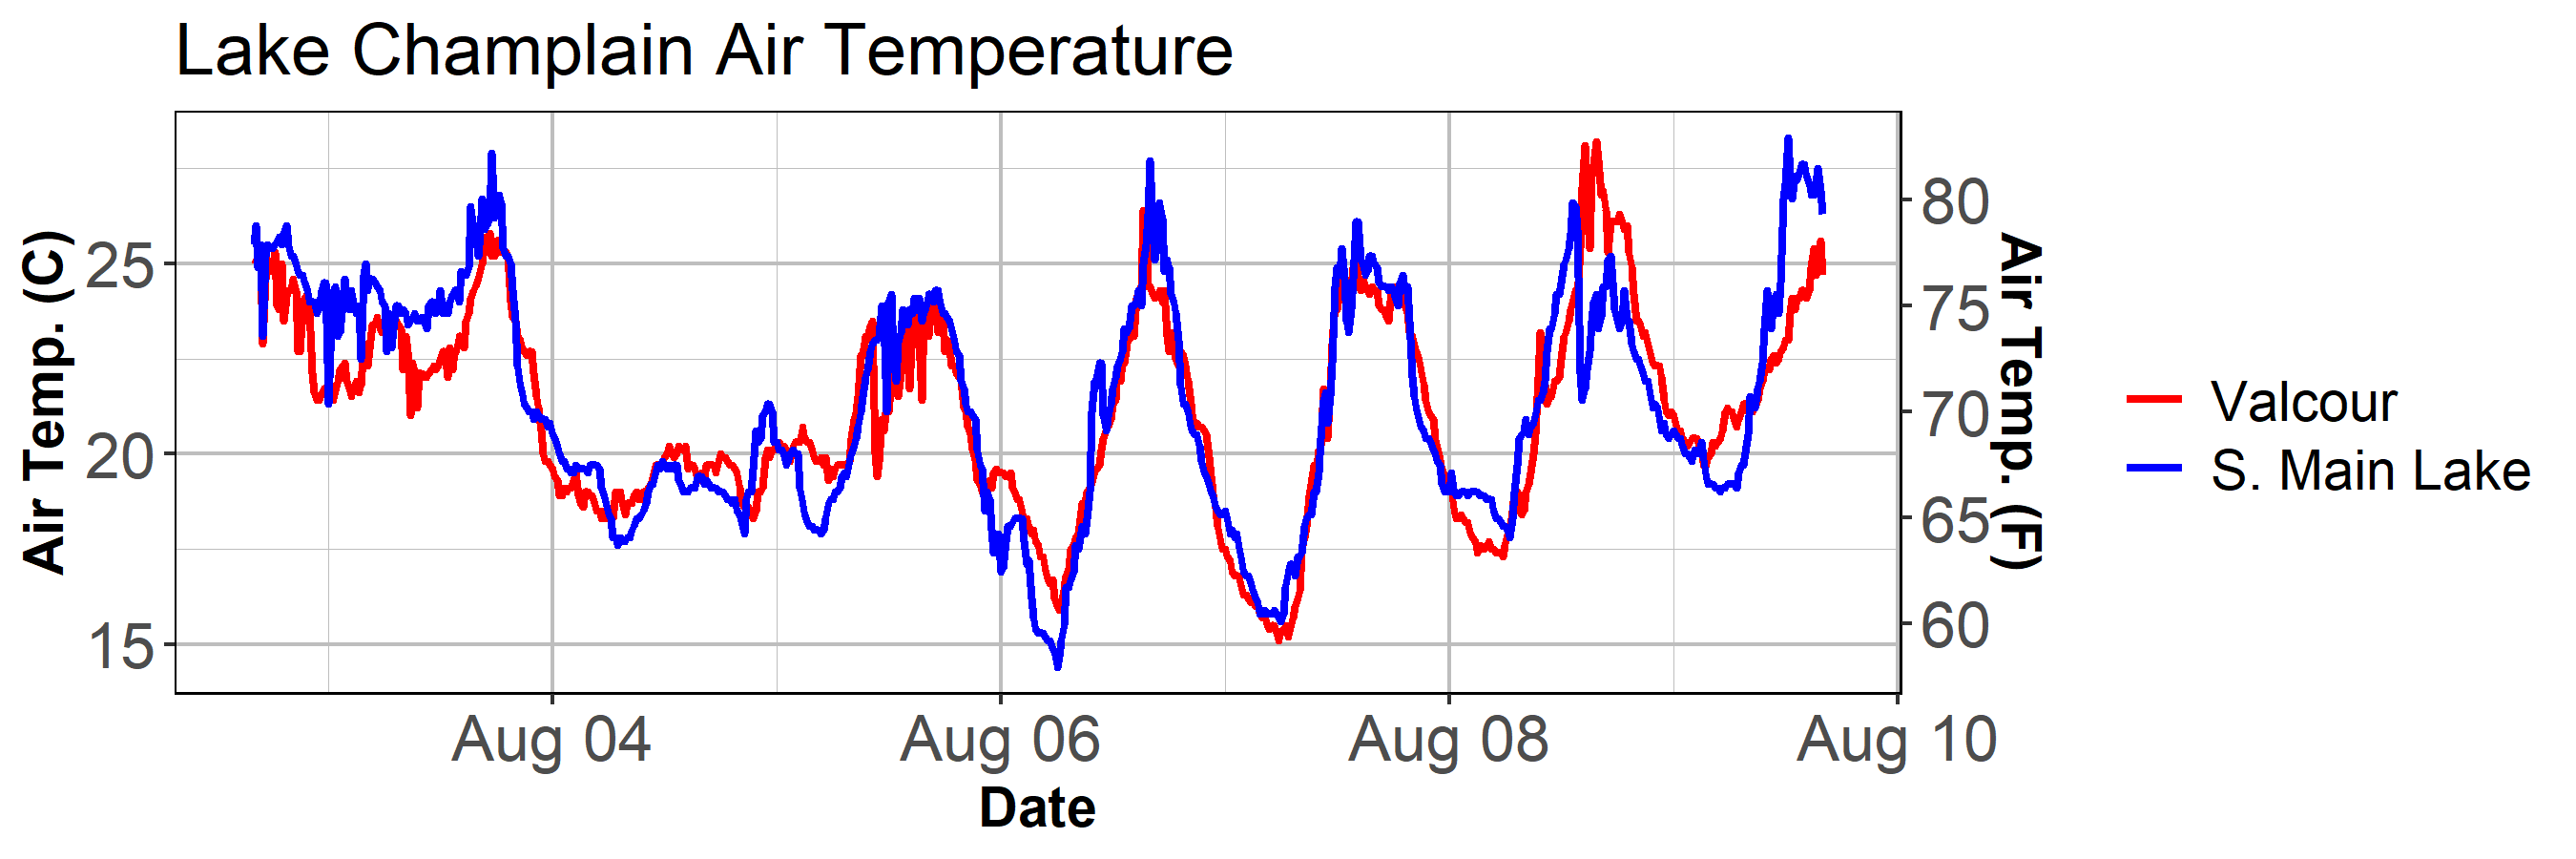 Lake Champlain Air Temperature
Air Temp. (C)
25
20
15
80
75
70
65
60
Air Temp. (F)
Aug 04
Aug 06
Aug 08
Aug 10
Date
Valcour
S. Main Lake